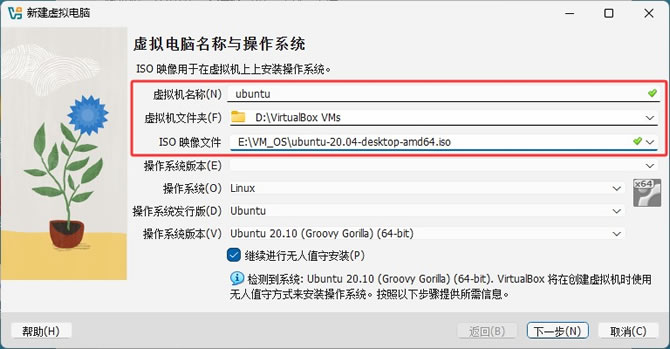 新建虚拟电脑
虚拟电脑名称与操作系统
ISO 映像用于在虚拟机上上安装操作系统。
虚拟机名称(N) ubuntu
虚拟机文件夹(F) D:\VirtualBox VMs
ISO 映像文件 E:\VM_OS\ubuntu-20.04-desktop-amd64.iso
操作系统版本(E)
操作系统(O) Linux
x64
操作系统发行版(D) Ubuntu
操作系统版本(V) Ubuntu 20.10 (Groovy Gorilla) (64-bit)
继续进行无人值守安装(P)
检测到系统: Ubuntu 20.10 (Groovy Gorilla) (64-bit). VirtualBox 将在创建虚拟机时使用
无人值守方式来安装操作系统。按照以下步骤提供所需信息。
帮助(H) 返回(B) 下一步(N) 取消(C)